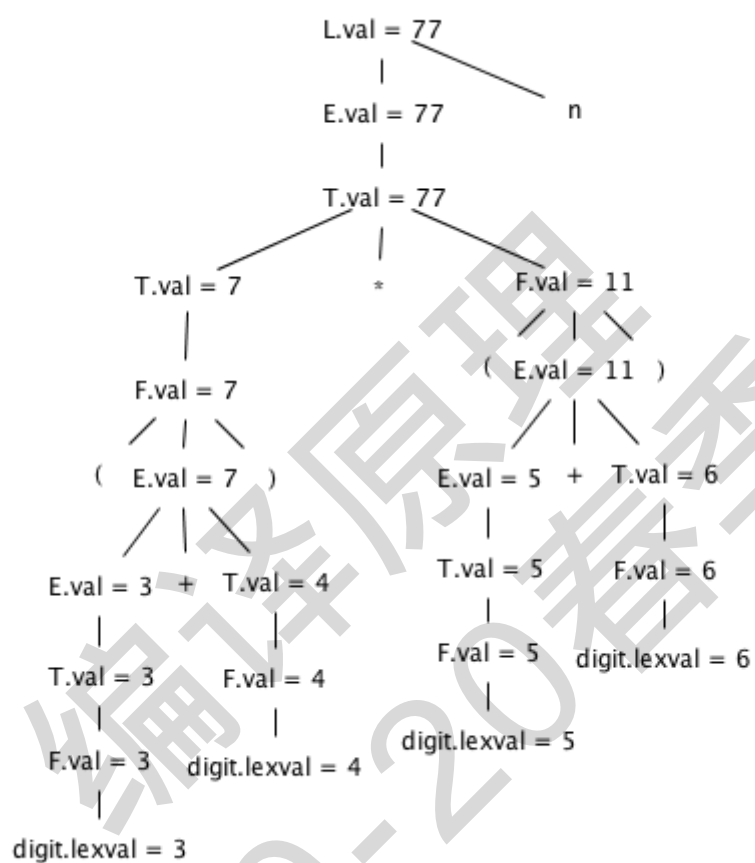 L.val = 77
E.val = 77 n
T.val = 77
T.val = 7 * F.val = 11
F.val = 7 ( E.val = 11 )
( E.val = 7 ) E.val = 5 + T.val = 6
E.val = 3 + T.val = 4 T.val = 5 F.val = 6
T.val = 3 F.val = 4 F.val = 5 digit.lexval = 6
F.val = 3 digit.lexval = 4 digit.lexval = 5
digit.lexval = 3
编译原理
-20春季